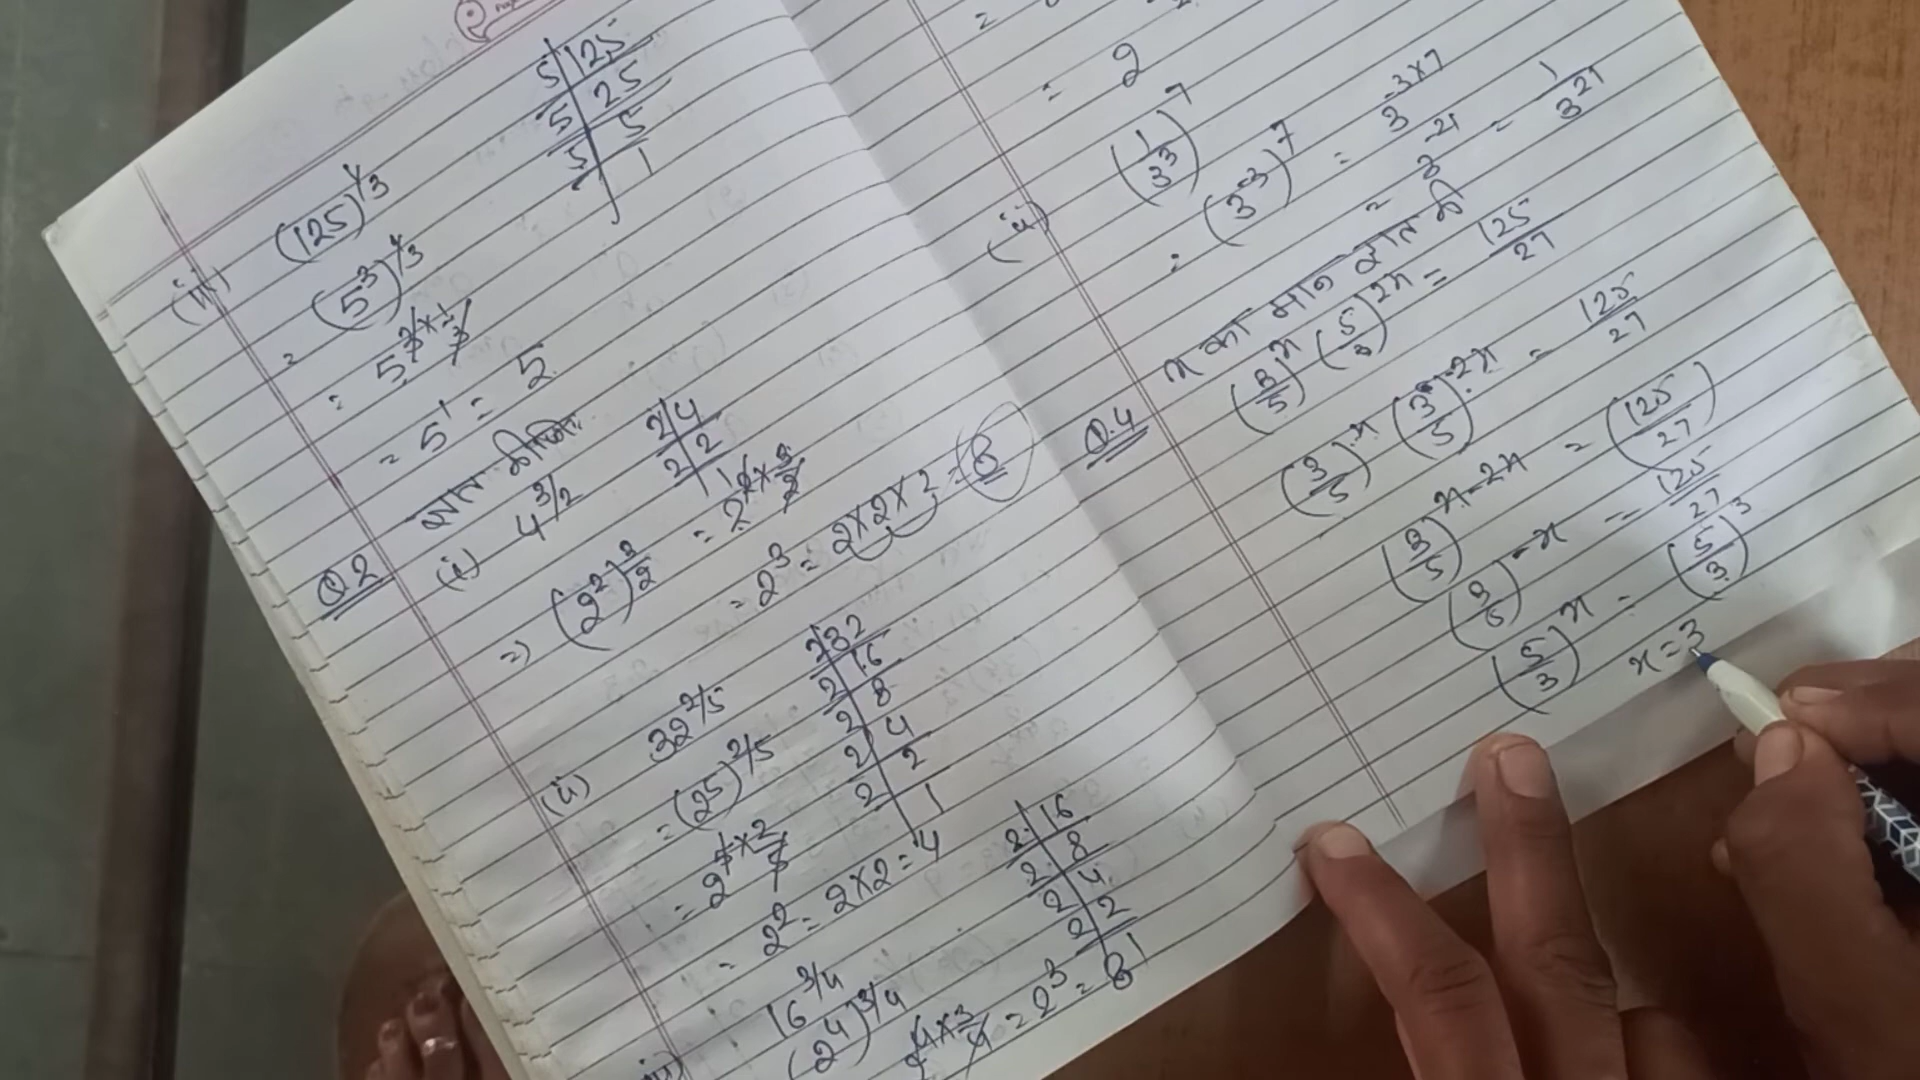 (iii) (125)^1/3
5 | 125
5 | 25
5 | 5
1
= (5^3)^1/3
= 5^3×1/3
= 5^1 = 5
Q.2
(i) 4^3/2
2 | 4
2 | 2
1
=) (2^2)^3/2 = 2^2×3/2
= 2^3 = 2×2×2 = 8
(ii) 32^2/5
2 | 32
2 | 16
2 | 8
2 | 4
2 | 2
1
= (25)^2/5
= 2^5×2/5
= 2^2 = 2×2 = 4
16^3/4
2 | 16
2 | 8
2 | 4
2 | 2
1
(2^4)^3/4
2^4×3/4 = 2^3 = 8
= 2
(ii) (1/3^3)^7
= (3^-3)^7 = 3^-3×7
= 3^-21 = 1/3^21
Q.4 x का मान ज्ञात
(3/5)^x (5/3)^2x = 125/27
(3/5)^x (3/5)^-2x = 125/27
(3/5)^x-2x = (125/27)
(3/5)^-x = 125/27
(5/3)^x = (5/3)^3
x = 3